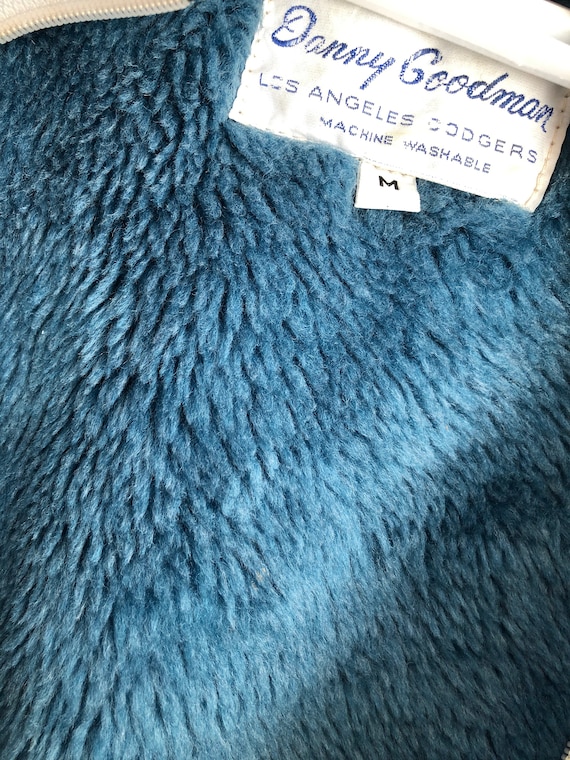 Danny Goodman
LOS ANGELES DODGERS
MACHINE WASHABLE
M